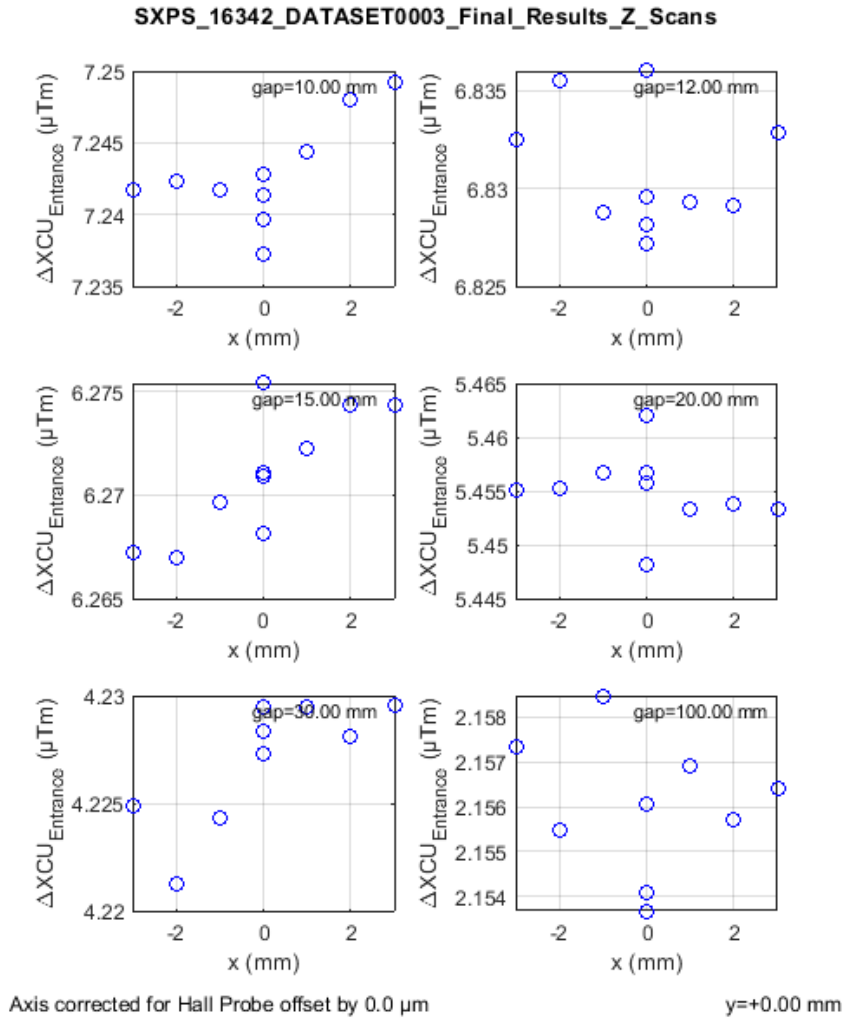 SXPS_16342_DATASET0003_Final_Results_Z_Scans
gap=10.00 mm
7.25
7.245
7.24
7.235
ΔXCU_Entrance (µTm)
-2 0 2
x (mm)
gap=12.00 mm
6.835
6.83
6.825
ΔXCU_Entrance (µTm)
-2 0 2
x (mm)
gap=15.00 mm
6.275
6.27
6.265
ΔXCU_Entrance (µTm)
-2 0 2
x (mm)
gap=20.00 mm
5.465
5.46
5.455
5.45
5.445
ΔXCU_Entrance (µTm)
-2 0 2
x (mm)
gap=30.00 mm
4.23
4.225
4.22
ΔXCU_Entrance (µTm)
-2 0 2
x (mm)
gap=100.00 mm
2.158
2.157
2.156
2.155
2.154
ΔXCU_Entrance (µTm)
-2 0 2
x (mm)
Axis corrected for Hall Probe offset by 0.0 µm
y=+0.00 mm